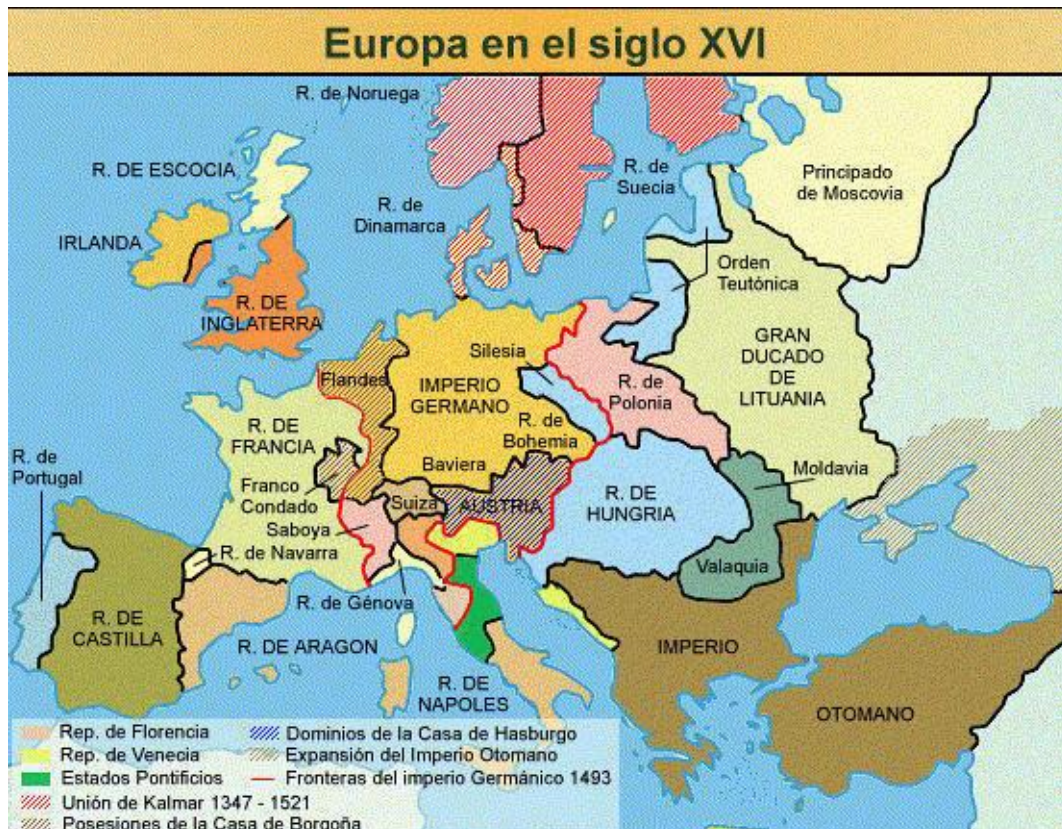 Europa en el siglo XVI
R. de Noruega
R. DE ESCOCIA
R. de
Suecia
Principado
de Moscovia
R. de
Dinamarca
IRLANDA
Orden
Teutónica
R. DE
INGLATERRA
GRAN
DUCADO
DE
LITUANIA
Silesia
Flandes
IMPERIO
GERMANO
R. de
Polonia
R. DE
FRANCIA
R. de
Bohemia
R. de
Portugal
Baviera
Moldavia
Franco
Condado
Suiza
AUSTRIA
R. DE
HUNGRIA
Saboya
R. de Navarra
Valaquia
R. de Génova
R. DE
CASTILLA
R. DE ARAGON
IMPERIO
R. DE
NAPOLES
OTOMANO
Rep. de Florencia
Rep. de Venecia
Estados Pontificios
Unión de Kalmar 1347 - 1521
Posesiones de la Casa de Borgoña
Dominios de la Casa de Hasburgo
Expansión del Imperio Otomano
Fronteras del imperio Germánico 1493